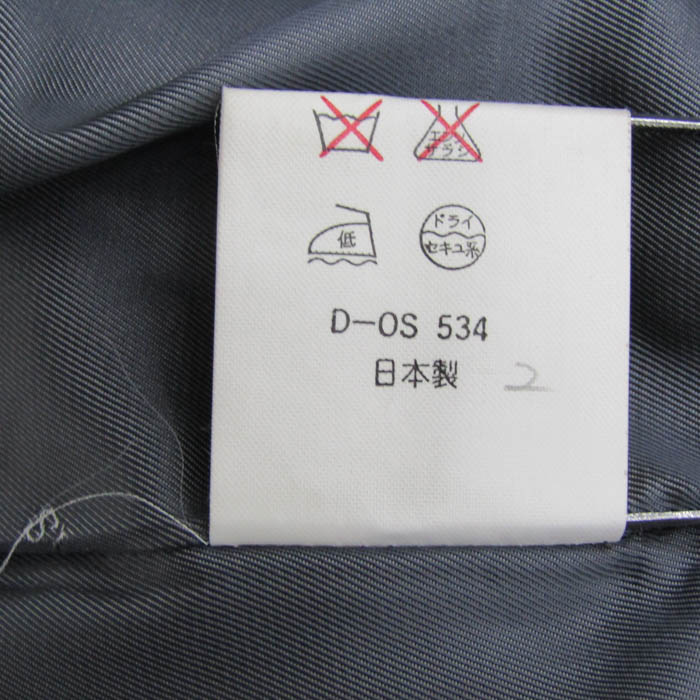 エンソ
サラシ
低
ドライ
セキユ系
D-OS 534
日本製 2